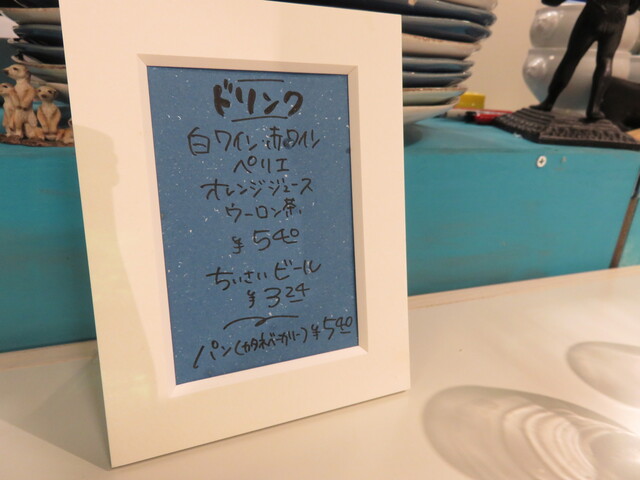 ドリンク
白ワイン・赤ワイン
ペリエ
オレンジジュース
ウーロン茶
¥540
ちいさいビール
¥324
パン(カタネベーカリー)¥540